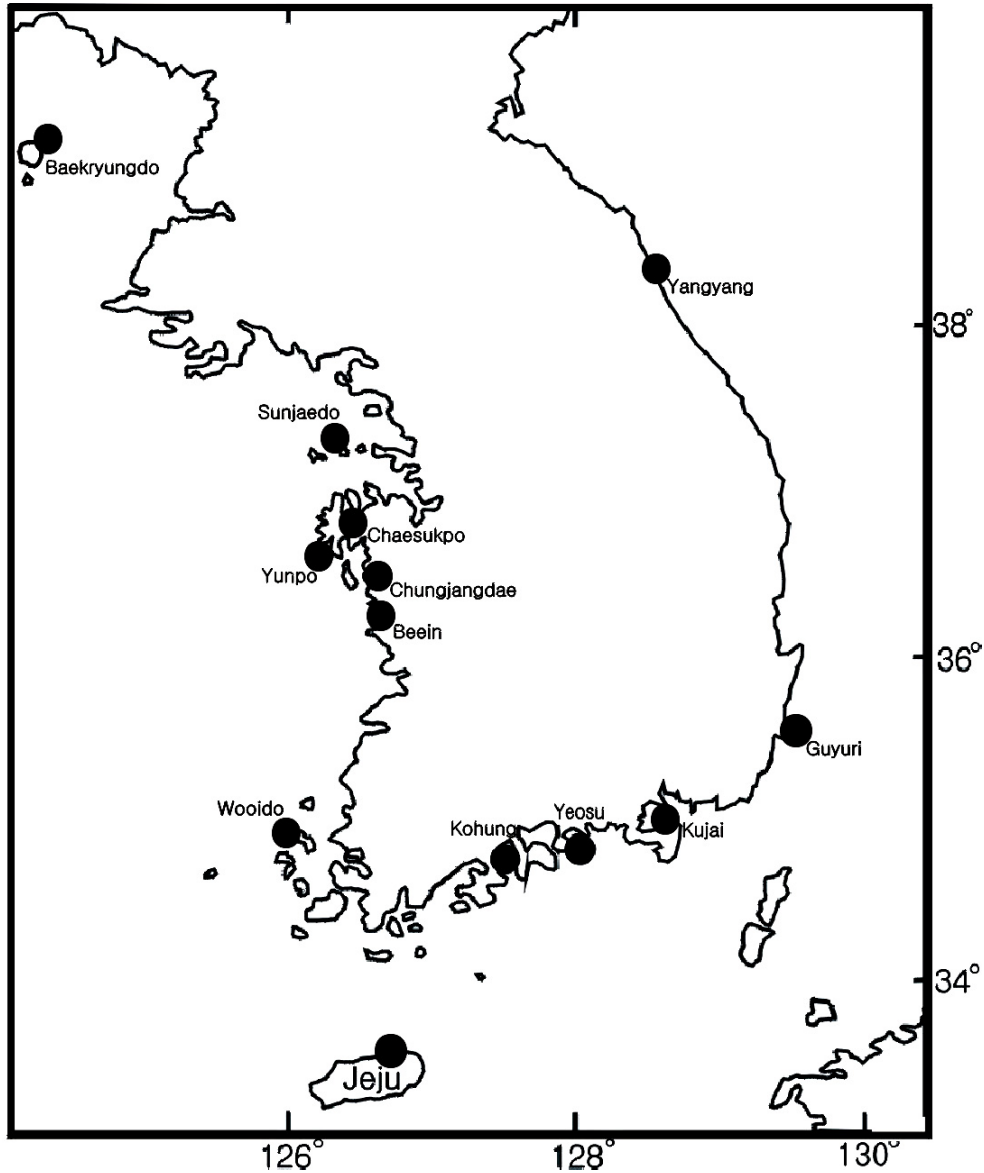 Baekryungdo
Yangyang
38°
Sunjaedo
Chaesukpo
Yunpo
Chungjangdae
Beein
36°
Guyuri
Wooido
Yeosu
Kohung
Kujai
34°
Jeju
126°
128°
130°